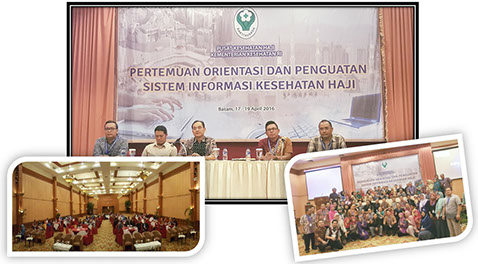 PUSAT KESEHATAN HAJI
KEMENTERIAN KESEHATAN RI
PERTEMUAN ORIENTASI DAN PENGUATAN
SISTEM INFORMASI KESEHATAN HAJI
Batam, 17 - 19 April 2016